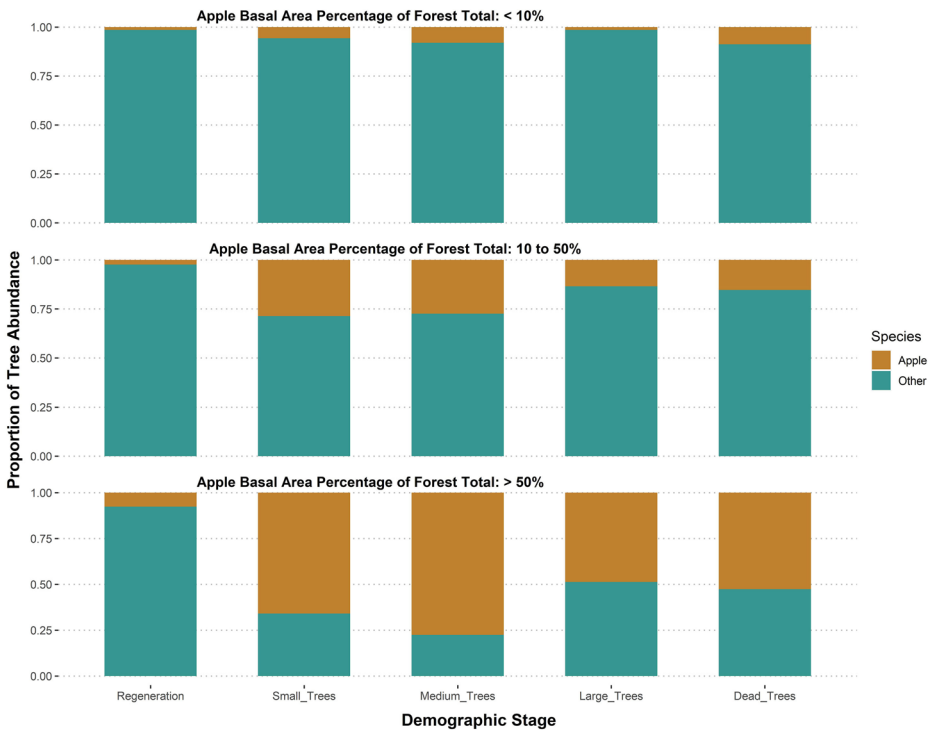 Apple Basal Area Percentage of Forest Total: < 10%
1.00
0.75
0.50
0.25
0.00
Apple Basal Area Percentage of Forest Total: 10 to 50%
1.00
0.75
0.50
0.25
0.00
Apple Basal Area Percentage of Forest Total: > 50%
1.00
0.75
0.50
0.25
0.00
Proportion of Tree Abundance
Regeneration
Small_Trees
Medium_Trees
Large_Trees
Dead_Trees
Demographic Stage
Species
Apple
Other